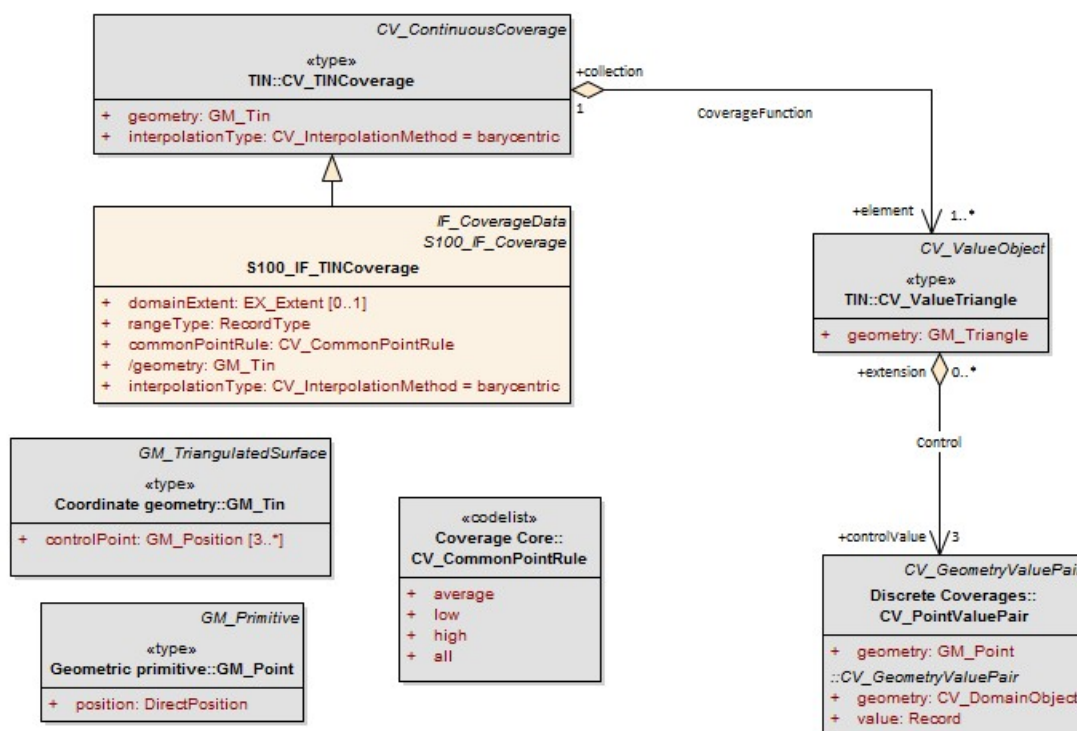 CV_ContinuousCoverage
«type»
TIN::CV_TINCoverage
+ geometry: GM_Tin
+ interpolationType: CV_InterpolationMethod = barycentric
+collection
1
CoverageFunction
IF_CoverageData
S100_IF_Coverage
S100_IF_TINCoverage
+ domainExtent: EX_Extent [0..1]
+ rangeType: RecordType
+ commonPointRule: CV_CommonPointRule
+ /geometry: GM_Tin
+ interpolationType: CV_InterpolationMethod = barycentric
+element
1..*
CV_ValueObject
«type»
TIN::CV_ValueTriangle
+ geometry: GM_Triangle
+extension
0..*
Control
+controlValue
3
GM_TriangulatedSurface
«type»
Coordinate geometry::GM_Tin
+ controlPoint: GM_Position [3..*]
«codelist»
Coverage Core::
CV_CommonPointRule
+ average
+ low
+ high
+ all
GM_Primitive
«type»
Geometric primitive::GM_Point
+ position: DirectPosition
CV_GeometryValuePair
Discrete Coverages::
CV_PointValuePair
+ geometry: GM_Point
::CV_GeometryValuePair
+ geometry: CV_DomainObject
+ value: Record